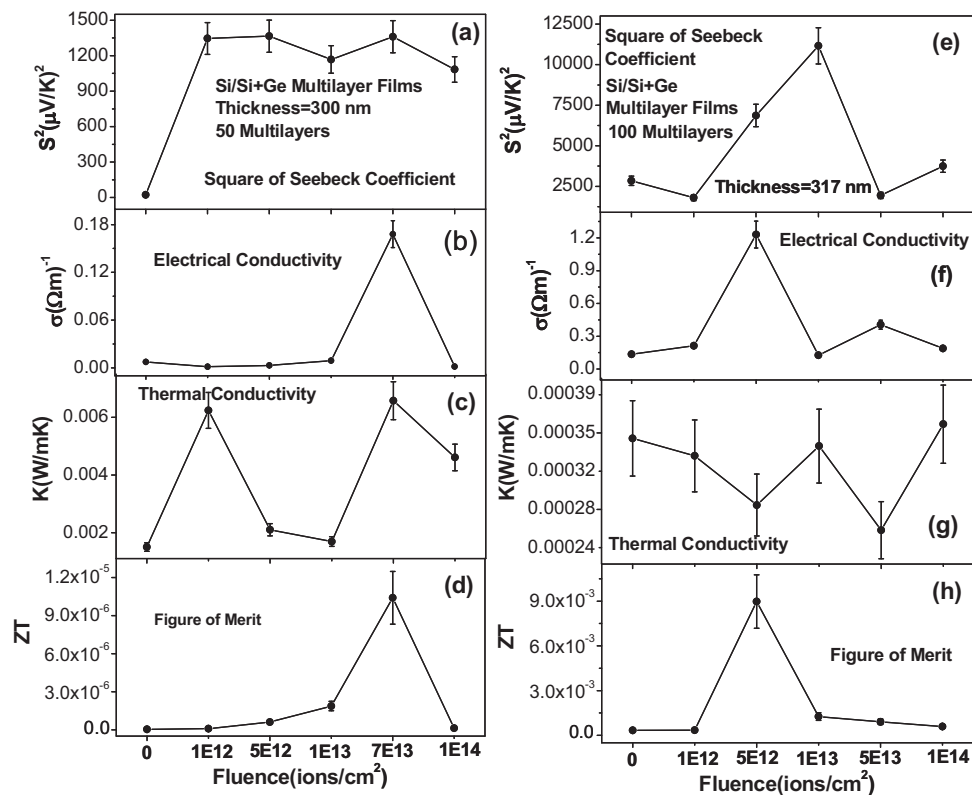 1500
1200
900
600
300
0
S²(μV/K)²
(a)
Si/Si+Ge Multilayer Films
Thickness=300 nm
50 Multilayers
Square of Seebeck Coefficient
0.18
0.12
0.06
0.00
σ(Ωm)⁻¹
(b)
Electrical Conductivity
0.006
0.004
0.002
K(W/mK)
Thermal Conductivity
(c)
1.2x10⁻⁵
9.0x10⁻⁶
6.0x10⁻⁶
3.0x10⁻⁶
0.0
ZT
(d)
Figure of Merit
0 1E12 5E12 1E13 7E13 1E14
Fluence(ions/cm²)
12500
10000
7500
5000
2500
S²(μV/K)²
Square of Seebeck
Coefficient
(e)
Si/Si+Ge
Multilayer Films
100 Multilayers
Thickness=317 nm
1.2
0.9
0.6
0.3
0.0
σ(Ωm)⁻¹
Electrical Conductivity
(f)
0.00039
0.00035
0.00032
0.00028
0.00024
K(W/mK)
(g)
Thermal Conductivity
9.0x10⁻³
6.0x10⁻³
3.0x10⁻³
0.0
ZT
(h)
Figure of Merit
0 1E12 5E12 1E13 5E13 1E14
Fluence(ions/cm²)